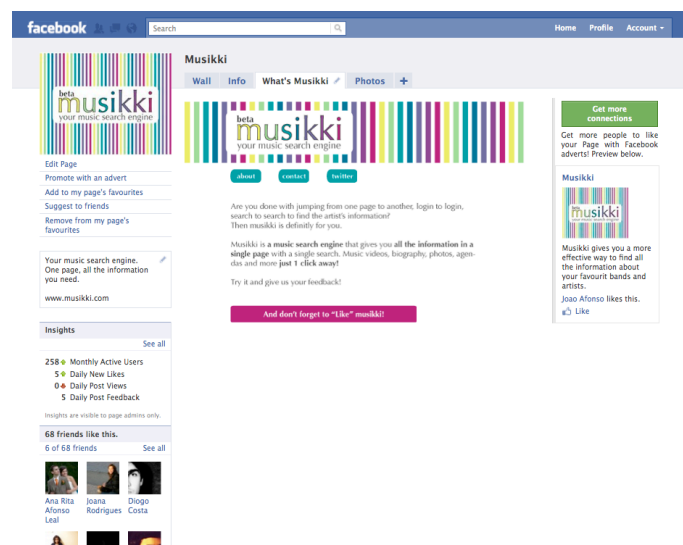 facebook
Search
Home Profile Account
Musikki
Wall Info What's Musikki Photos +
beta
musikki
your music search engine
Edit Page
Promote with an advert
Add to my page's favourites
Suggest to friends
Remove from my page's
favourites
Your music search engine.
One page, all the information
you need.
www.musikki.com
Insights
See all
258 Monthly Active Users
5 Daily New Likes
0 Daily Post Views
5 Daily Post Feedback
Insights are visible to page admins only.
68 friends like this.
6 of 68 friends See all
Ana Rita
Afonso
Leal
Joana
Rodrigues
Diogo
Costa
beta
musikki
your music search engine
about contact twitter
Are you done with jumping from one page to another, login to login,
search to search to find the artist's information?
Then musikki is definitly for you.
Musikki is a music search engine that gives you all the information in a
single page with a single search. Music videos, biography, photos, agen-
das and more just 1 click away!
Try it and give us your feedback!
And don't forget to "Like" musikki!
Get more
connections
Get more people to like
your Page with Facebook
adverts! Preview below.
Musikki
musikki
Musikki gives you a more
effective way to find all
the information about
your favourit bands and
artists.
Joao Afonso likes this.
Like